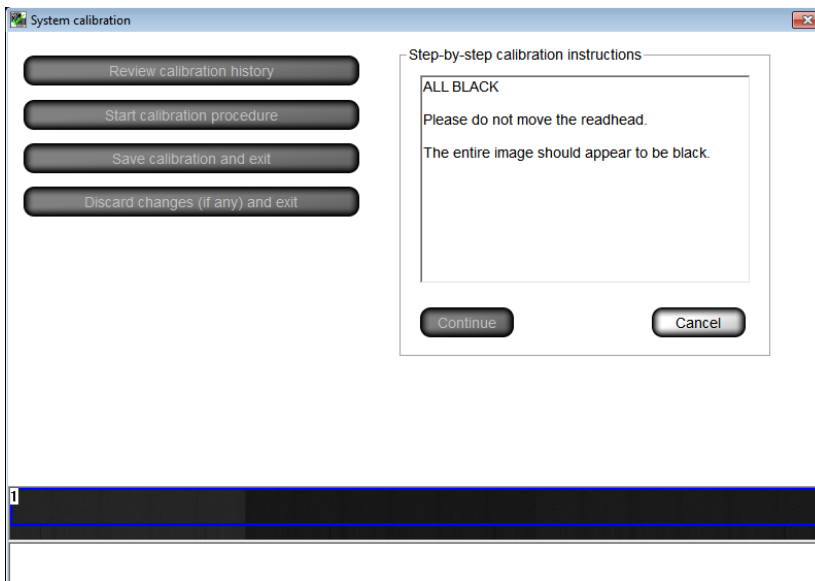 System calibration
Review calibration history
Start calibration procedure
Save calibration and exit
Discard changes (if any) and exit
Step-by-step calibration instructions
ALL BLACK
Please do not move the readhead.
The entire image should appear to be black.
Continue
Cancel
1